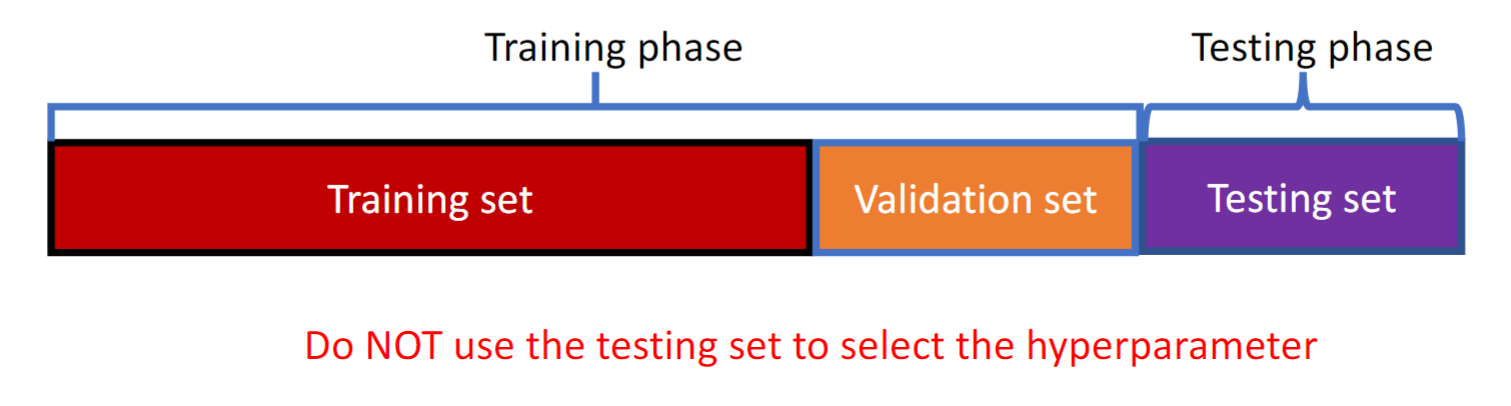 Training phase
Testing phase
Training set
Validation set
Testing set
Do NOT use the testing set to select the hyperparameter